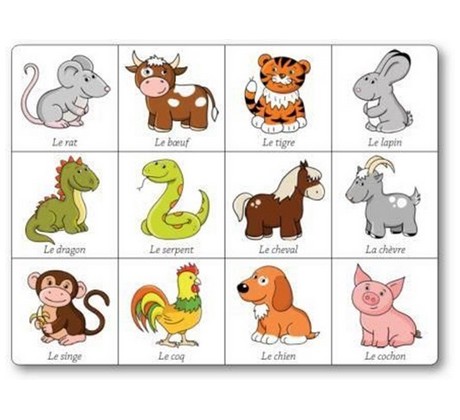 Le rat
Le bœuf
Le tigre
Le lapin
Le dragon
Le serpent
Le cheval
La chèvre
Le singe
Le coq
Le chien
Le cochon